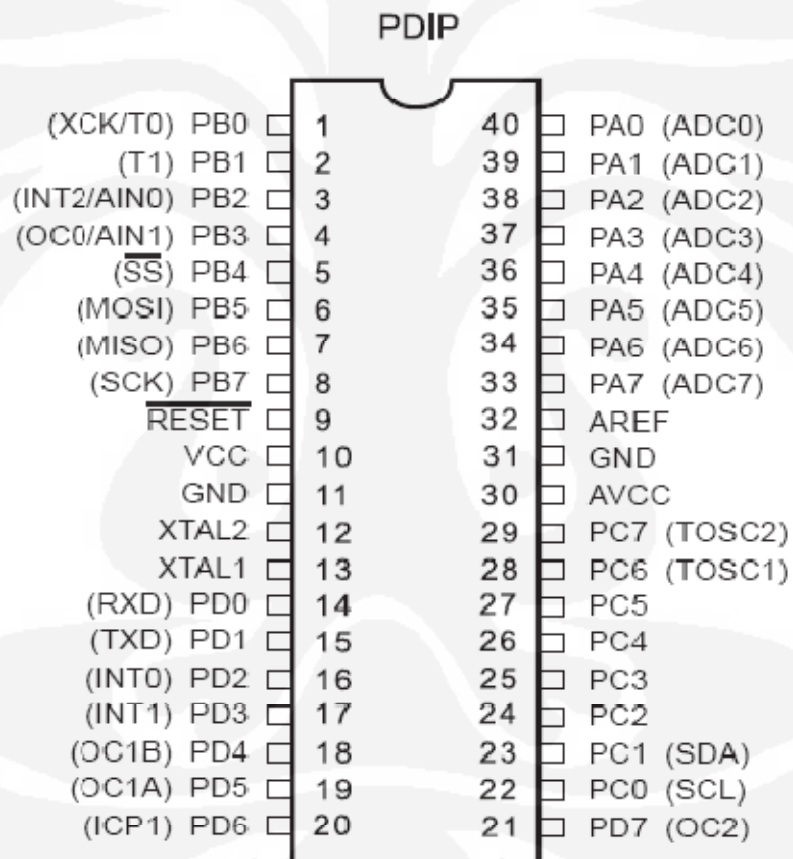 PDIP
(XCK/T0) PB0 1 40 PA0 (ADC0)
(T1) PB1 2 39 PA1 (ADC1)
(INT2/AIN0) PB2 3 38 PA2 (ADC2)
(OC0/AIN1) PB3 4 37 PA3 (ADC3)
(SS) PB4 5 36 PA4 (ADC4)
(MOSI) PB5 6 35 PA5 (ADC5)
(MISO) PB6 7 34 PA6 (ADC6)
(SCK) PB7 8 33 PA7 (ADC7)
RESET 9 32 AREF
VCC 10 31 GND
GND 11 30 AVCC
XTAL2 12 29 PC7 (TOSC2)
XTAL1 13 28 PC6 (TOSC1)
(RXD) PD0 14 27 PC5
(TXD) PD1 15 26 PC4
(INT0) PD2 16 25 PC3
(INT1) PD3 17 24 PC2
(OC1B) PD4 18 23 PC1 (SDA)
(OC1A) PD5 19 22 PC0 (SCL)
(ICP1) PD6 20 21 PD7 (OC2)